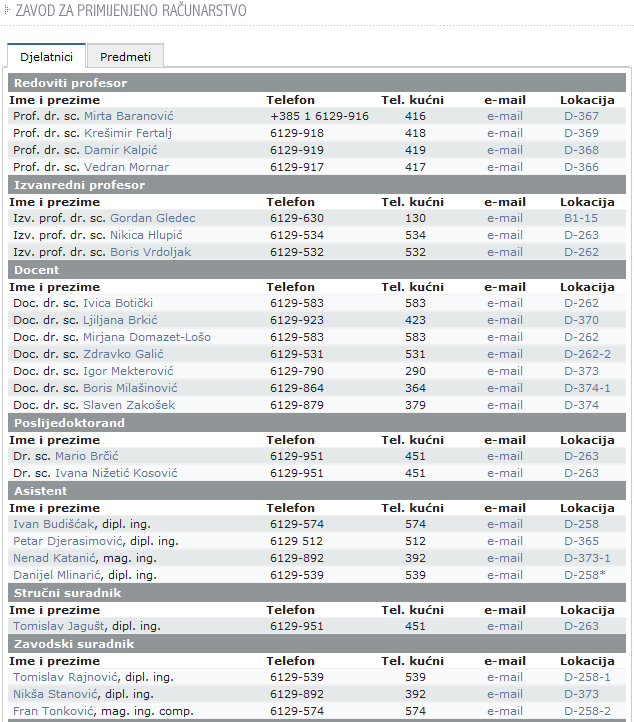 ZAVOD ZA PRIMIJENJENO RAČUNARSTVO
Djelatnici Predmeti
Redoviti profesor
Ime i prezime Telefon Tel. kućni e-mail Lokacija
Prof. dr. sc. Mirta Baranović +385 1 6129-916 416 e-mail D-367
Prof. dr. sc. Krešimir Fertalj 6129-918 418 e-mail D-369
Prof. dr. sc. Damir Kalpić 6129-919 419 e-mail D-368
Prof. dr. sc. Vedran Mornar 6129-917 417 e-mail D-366
Izvanredni profesor
Ime i prezime Telefon Tel. kućni e-mail Lokacija
Izv. prof. dr. sc. Gordan Gledec 6129-630 130 e-mail B1-15
Izv. prof. dr. sc. Nikica Hlupić 6129-534 534 e-mail D-263
Izv. prof. dr. sc. Boris Vrdoljak 6129-532 532 e-mail D-262
Docent
Ime i prezime Telefon Tel. kućni e-mail Lokacija
Doc. dr. sc. Ivica Botički 6129-583 583 e-mail D-262
Doc. dr. sc. Ljiljana Brkić 6129-923 423 e-mail D-370
Doc. dr. sc. Mirjana Domazet-Lošo 6129-583 583 e-mail D-262
Doc. dr. sc. Zdravko Galić 6129-531 531 e-mail D-262-2
Doc. dr. sc. Igor Mekterović 6129-790 290 e-mail D-373
Doc. dr. sc. Boris Milašinović 6129-864 364 e-mail D-374-1
Doc. dr. sc. Slaven Zakošek 6129-879 379 e-mail D-374
Poslijedoktorand
Ime i prezime Telefon Tel. kućni e-mail Lokacija
Dr. sc. Mario Brčić 6129-951 451 e-mail D-263
Dr. sc. Ivana Nižetić Kosović 6129-951 451 e-mail D-263
Asistent
Ime i prezime Telefon Tel. kućni e-mail Lokacija
Ivan Budišćak, dipl. ing. 6129-574 574 e-mail D-258
Petar Djerasimović, dipl. ing. 6129 512 512 e-mail D-365
Nenad Katanić, mag. ing. 6129-892 392 e-mail D-373-1
Danijel Mlinarić, dipl. ing. 6129-539 539 e-mail D-258*
Stručni suradnik
Ime i prezime Telefon Tel. kućni e-mail Lokacija
Tomislav Jagušt, dipl. ing. 6129-951 451 e-mail D-263
Zavodski suradnik
Ime i prezime Telefon Tel. kućni e-mail Lokacija
Tomislav Rajnović, dipl. ing. 6129-539 539 e-mail D-258-1
Nikša Stanović, dipl. ing. 6129-892 392 e-mail D-373
Fran Tonković, mag. ing. comp. 6129-574 574 e-mail D-258-2